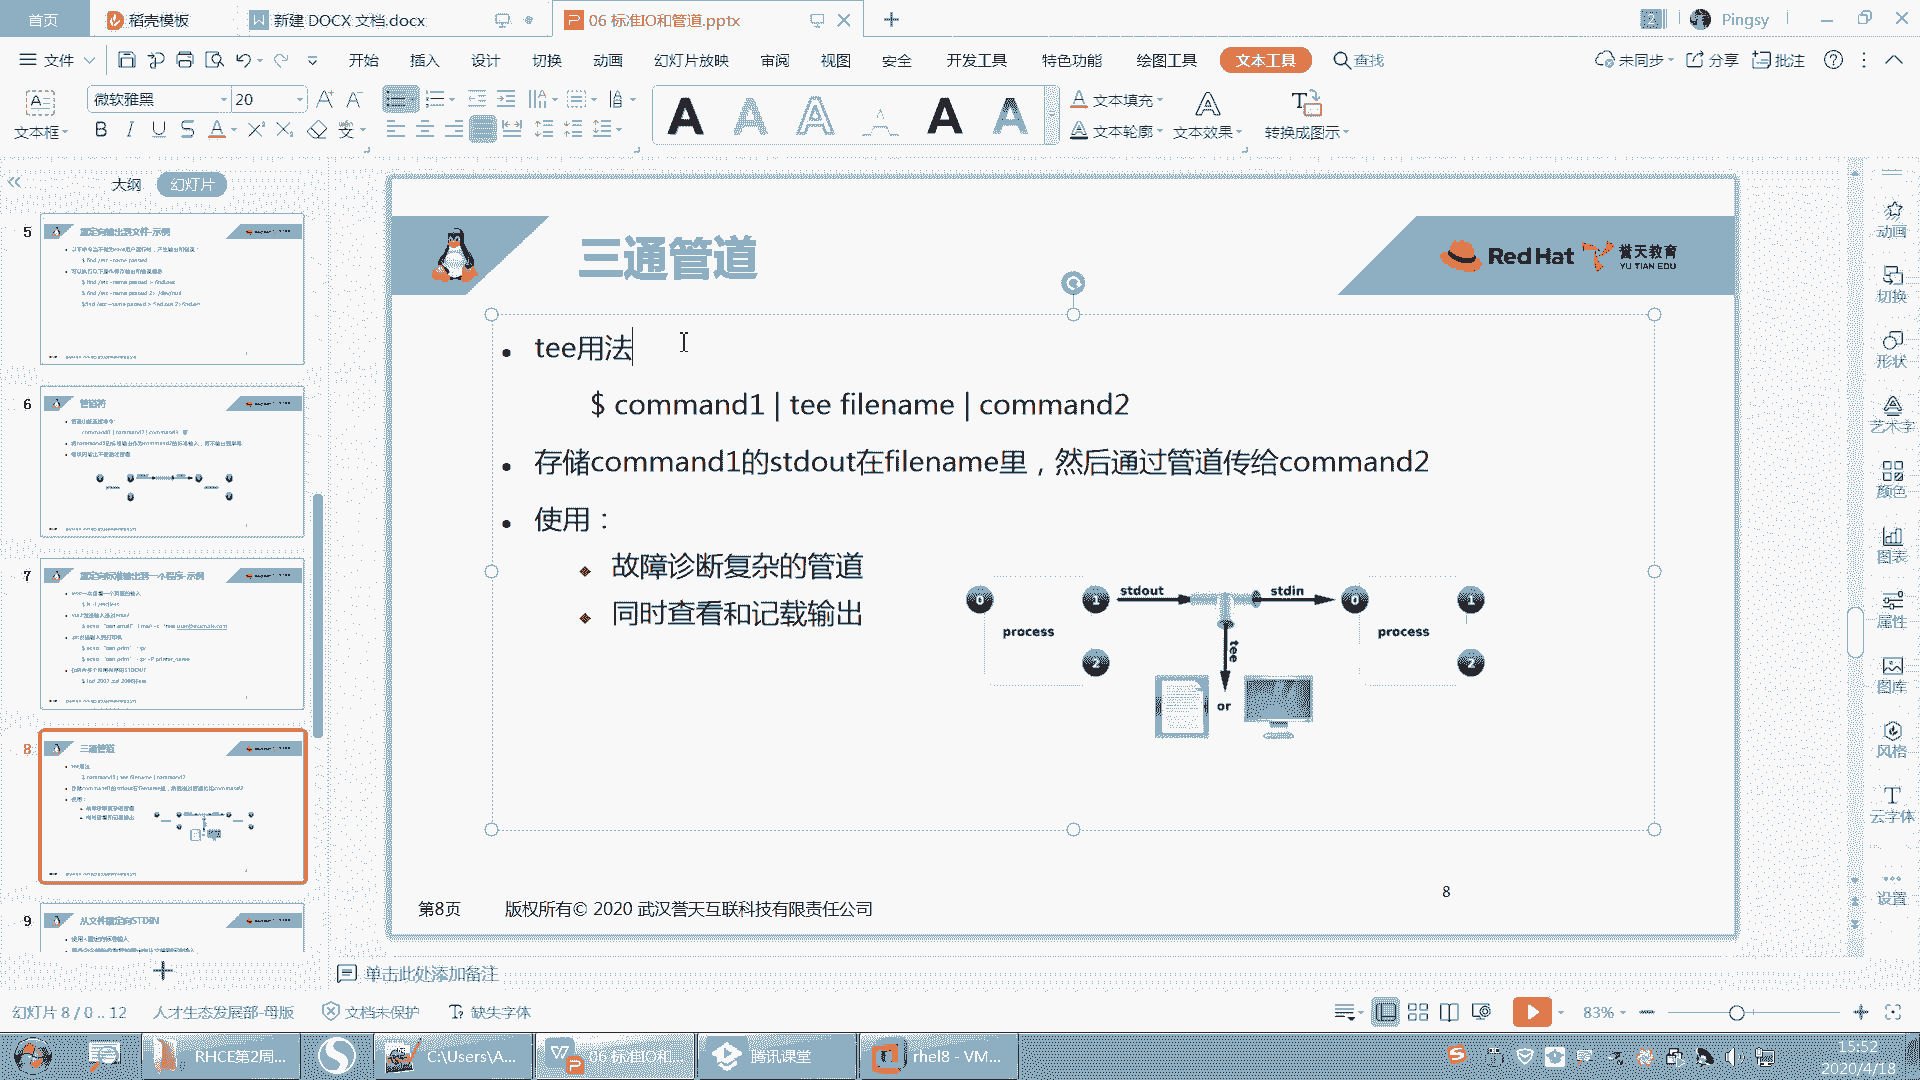 首页
稻壳模板
新建 DOCX 文档.docx
06 标准IO和管道.pptx
2
Pingsy
文件
开始
插入
设计
切换
动画
幻灯片放映
审阅
视图
安全
开发工具
特色功能
绘图工具
文本工具
查找
未同步
分享
批注
文本框
微软雅黑
20
文本填充
文本轮廓
文本效果
转换成图示
大纲
幻灯片
5
6
管道符
7
重定向标准输出到一个程序-示例
8
三通管道
9
从文件重定向STDIN
三通管道
Red Hat
誉天教育
YU TIAN EDU
tee用法
$ command1 | tee filename | command2
存储command1的stdout在filename里，然后通过管道传给command2
使用：
故障诊断复杂的管道
同时查看和记载输出
0
1
stdout
stdin
0
1
process
process
2
tee
2
or
8
第8页
版权所有© 2020 武汉誉天互联科技有限责任公司
动画
切换
形状
艺术字
颜色
图表
属性
图库
风格
云字体
设置
单击此处添加备注
幻灯片 8 / 0 .. 12
人才生态发展部-母版
文档未保护
缺失字体
83%
RHCE第2周...
C:\Users\A...
06 标准IO和...
腾讯课堂
rhel8 - VM...
15:52
2020/4/18